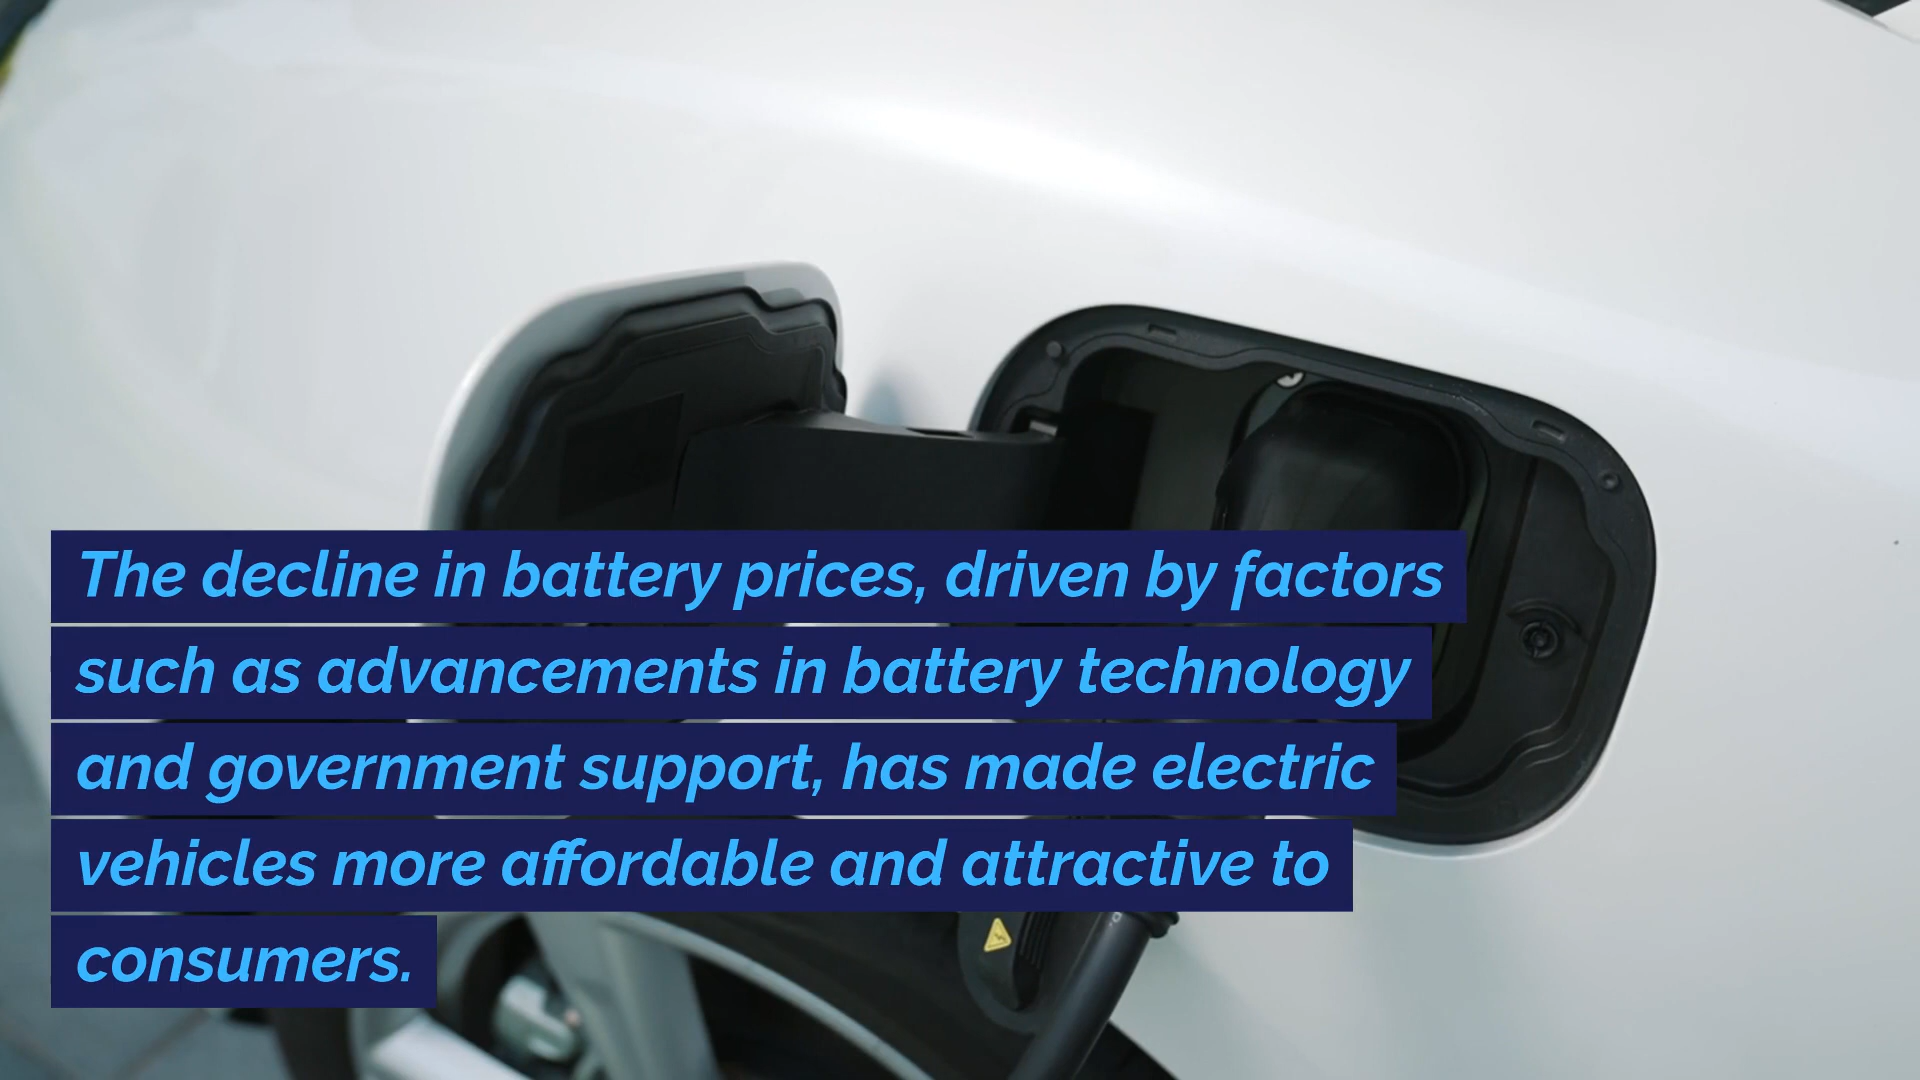 The decline in battery prices, driven by factors
such as advancements in battery technology
and government support, has made electric
vehicles more affordable and attractive to
consumers.